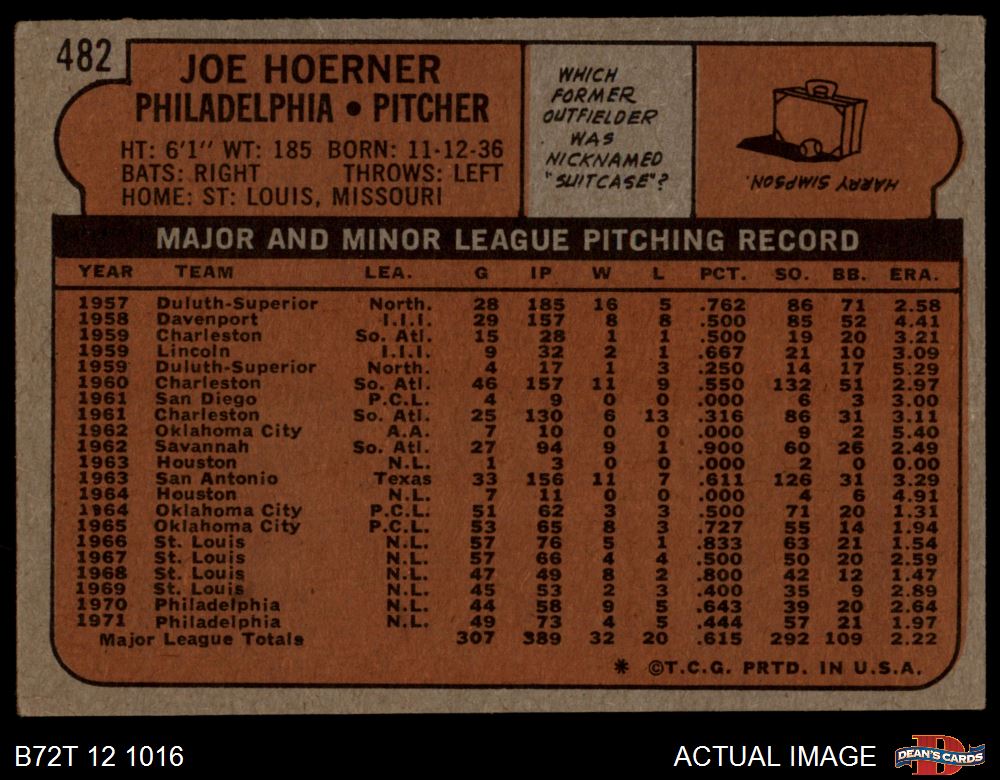 482
JOE HOERNER
PHILADELPHIA • PITCHER
HT: 6'1" WT: 185 BORN: 11-12-36
BATS: RIGHT THROWS: LEFT
HOME: ST: LOUIS, MISSOURI
WHICH
FORMER
OUTFIELDER
WAS
NICKNAMED
"SUITCASE"?
HARRY SIMPSON.
MAJOR AND MINOR LEAGUE PITCHING RECORD
YEAR TEAM LEA. G IP W L PCT. SO. BB. ERA.
1957 Duluth-Superior North. 28 185 16 5 .762 86 71 2.58
1958 Davenport I.I.I. 29 157 8 8 .500 85 52 4.41
1959 Charleston So. Atl. 15 28 1 1 .500 19 20 3.21
1959 Lincoln I.I.I. 9 32 2 1 .667 21 10 3.09
1959 Duluth-Superior North. 4 17 1 3 .250 14 17 5.29
1960 Charleston So. Atl. 46 157 11 9 .550 132 51 2.97
1961 San Diego P.C.L. 4 9 0 0 .000 6 3 3.00
1961 Charleston So. Atl. 25 130 6 13 .316 86 31 3.11
1962 Oklahoma City A.A. 7 10 0 0 .000 9 2 5.40
1962 Savannah So. Atl. 27 94 9 1 .900 60 26 2.49
1963 Houston N.L. 1 3 0 0 .000 2 0 0.00
1963 San Antonio Texas 33 156 11 7 .611 126 31 3.29
1964 Houston N.L. 7 11 0 0 .000 4 6 4.91
1964 Oklahoma City P.C.L. 51 62 3 3 .500 71 20 1.31
1965 Oklahoma City P.C.L. 53 65 8 3 .727 55 14 1.94
1966 St. Louis N.L. 57 76 5 1 .833 63 21 1.54
1967 St. Louis N.L. 57 66 4 4 .500 50 20 2.59
1968 St. Louis N.L. 47 49 8 2 .800 42 12 1.47
1969 St. Louis N.L. 45 53 2 3 .400 35 9 2.89
1970 Philadelphia N.L. 44 58 9 5 .643 39 20 2.64
1971 Philadelphia N.L. 49 73 4 5 .444 57 21 1.97
Major League Totals 307 389 32 20 .615 292 109 2.22
* ©T.C.G. PRTD. IN U.S.A.
B72T 12 1016
ACTUAL IMAGE
D
DEAN'S CARDS